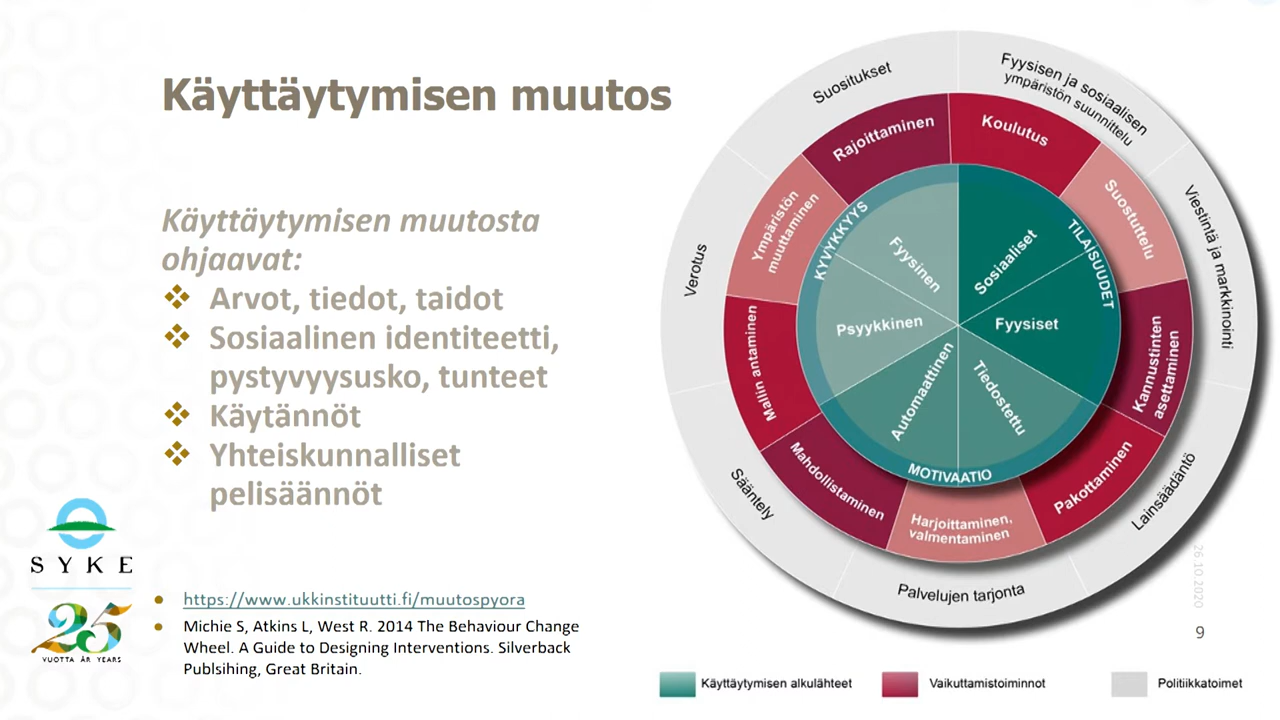 Käyttäytymisen muutos
Käyttäytymisen muutosta
ohjaavat:
Arvot, tiedot, taidot
Sosiaalinen identiteetti,
pystyvyysusko, tunteet
Käytännöt
Yhteiskunnalliset
pelisäännöt
SYKE
25
VUOTTA ÅR YEARS
https://www.ukkinstituutti.fi/muutospyora
Michie S, Atkins L, West R. 2014 The Behaviour Change
Wheel. A Guide to Designing Interventions. Silverback
Publsihing, Great Britain.
Suositukset
Fyysisen ja sosiaalisen
ympäristön suunnittelu
Viestintä ja markkinointi
Lainsäädäntö
Palvelujen tarjonta
Sääntely
Verotus
Rajoittaminen
Koulutus
Suostuttelu
Kannustinten
asettaminen
Pakottaminen
Harjoittaminen,
valmentaminen
Mahdollistaminen
Mallin antaminen
Ympäristön
muuttaminen
KYVYKKYYS
TILAISUUDET
MOTIVAATIO
Fyysinen
Sosiaaliset
Psyykkinen
Fyysiset
Automaattinen
Tiedostettu
26.10.2020
9
Käyttäytymisen alkulähteet
Vaikuttamistoiminnot
Politiikkatoimet